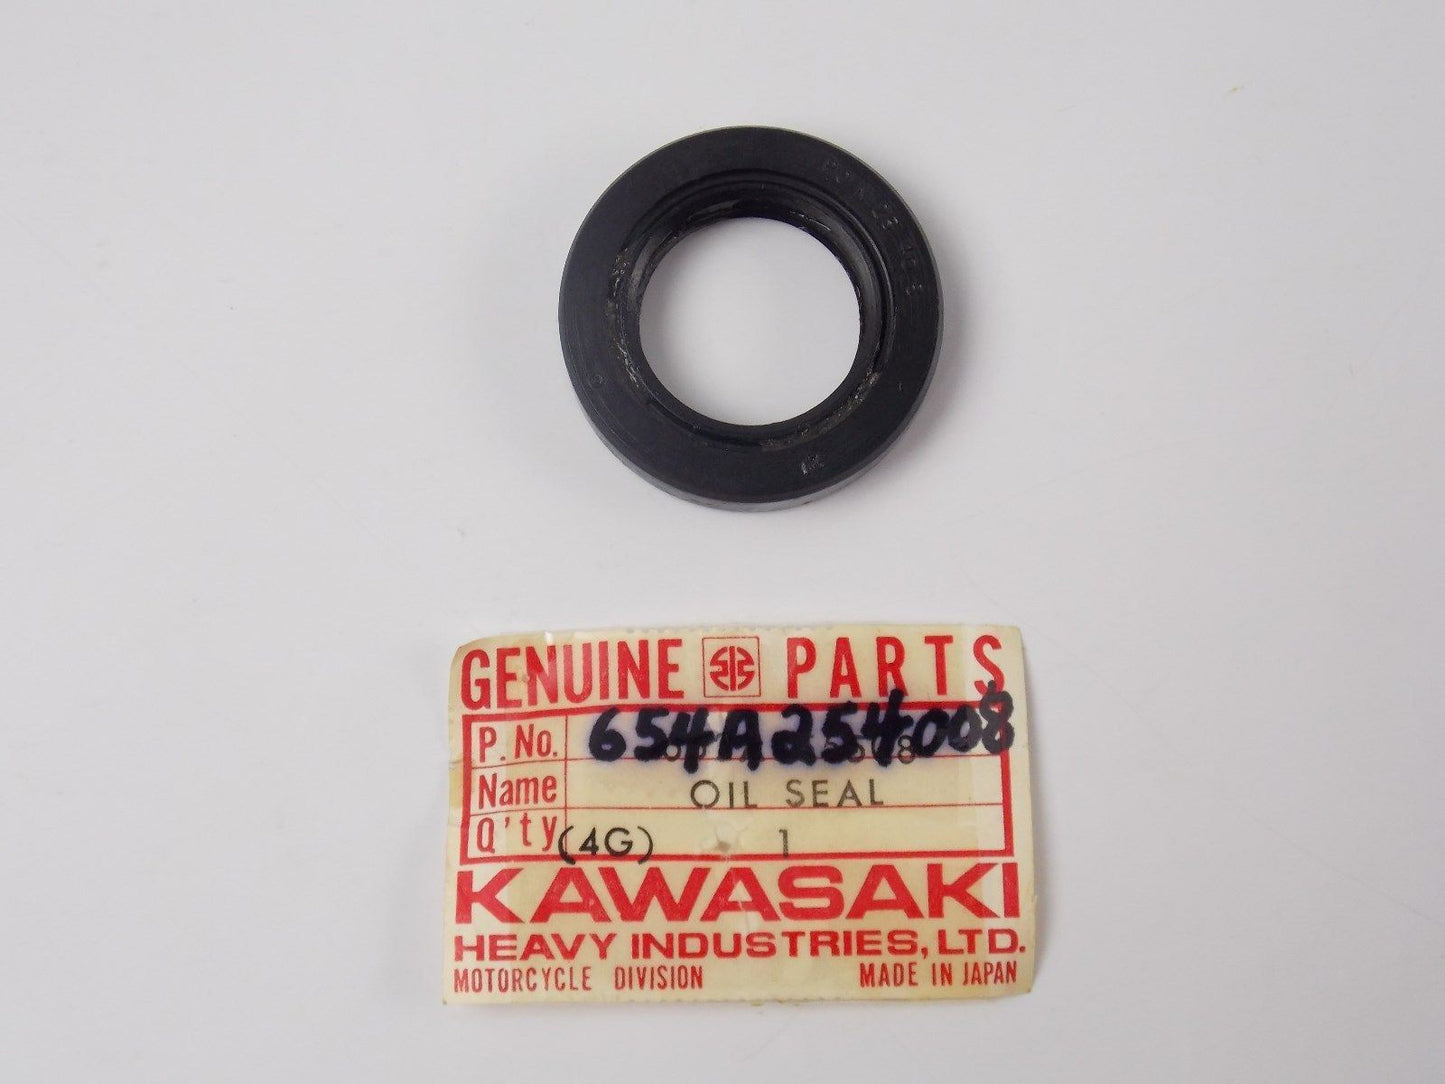 GENUINE PARTS
P. No. 654A254008
Name OIL SEAL
Q'ty (4G) 1
KAWASAKI
HEAVY INDUSTRIES, LTD.
MOTORCYCLE DIVISION MADE IN JAPAN